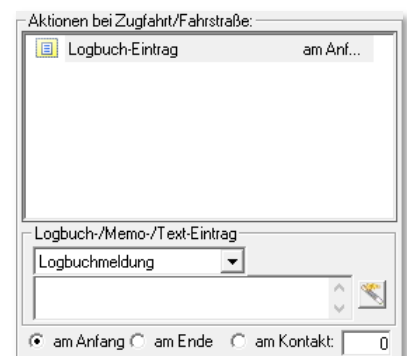 Aktionen bei Zugfahrt/Fahrstraße:
Logbuch-Eintrag am Anf...
Logbuch-/Memo-/Text-Eintrag
Logbuchmeldung
am Anfang am Ende am Kontakt: 0